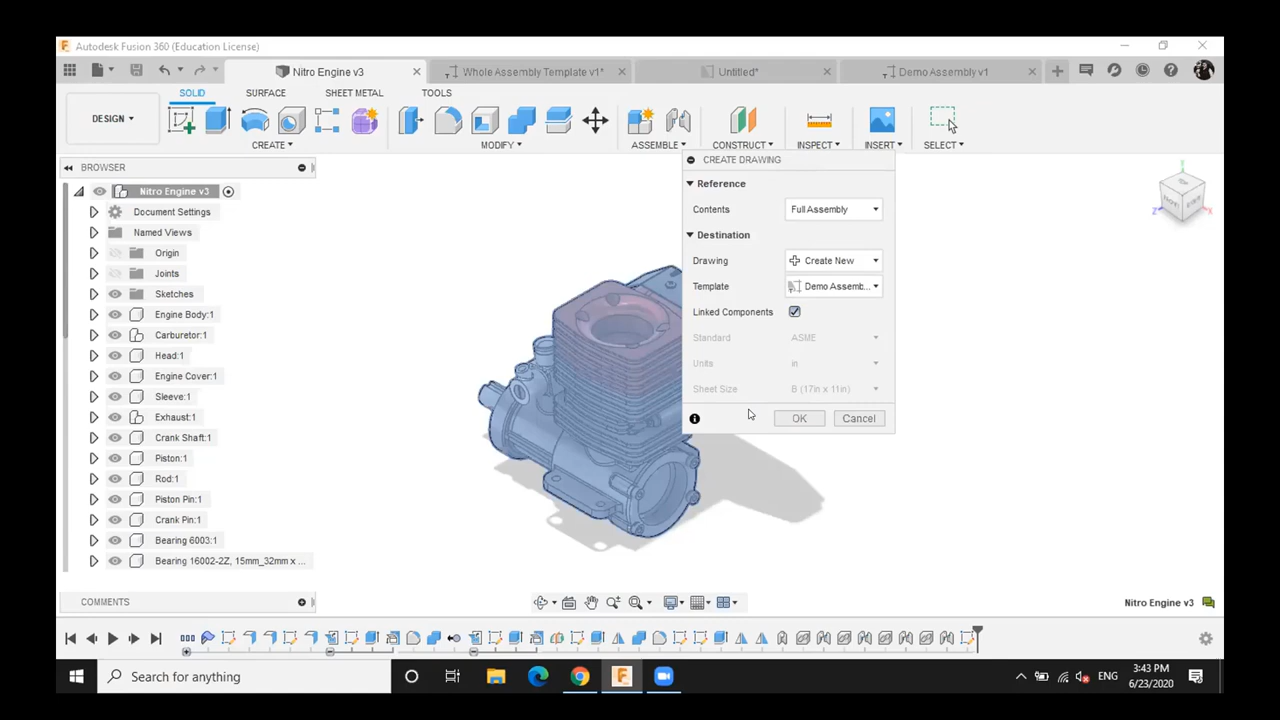 Autodesk Fusion 360 (Education License)
Nitro Engine v3
Whole Assembly Template v1*
Untitled*
Demo Assembly v1
SOLID
SURFACE
SHEET METAL
TOOLS
DESIGN
CREATE
MODIFY
ASSEMBLE
CONSTRUCT
INSPECT
INSERT
SELECT
BROWSER
Nitro Engine v3
Document Settings
Named Views
Origin
Joints
Sketches
Engine Body:1
Carburetor:1
Head:1
Engine Cover:1
Sleeve:1
Exhaust:1
Crank Shaft:1
Piston:1
Rod:1
Piston Pin:1
Crank Pin:1
Bearing 6003:1
Bearing 16002-2Z, 15mm_32mm x ...
CREATE DRAWING
Reference
Contents Full Assembly
Destination
Drawing Create New
Template Demo Assemb...
Linked Components
Standard ASME
Units in
Sheet Size B (17in x 11in)
OK Cancel
COMMENTS
Nitro Engine v3
Search for anything
ENG
3:43 PM
6/23/2020